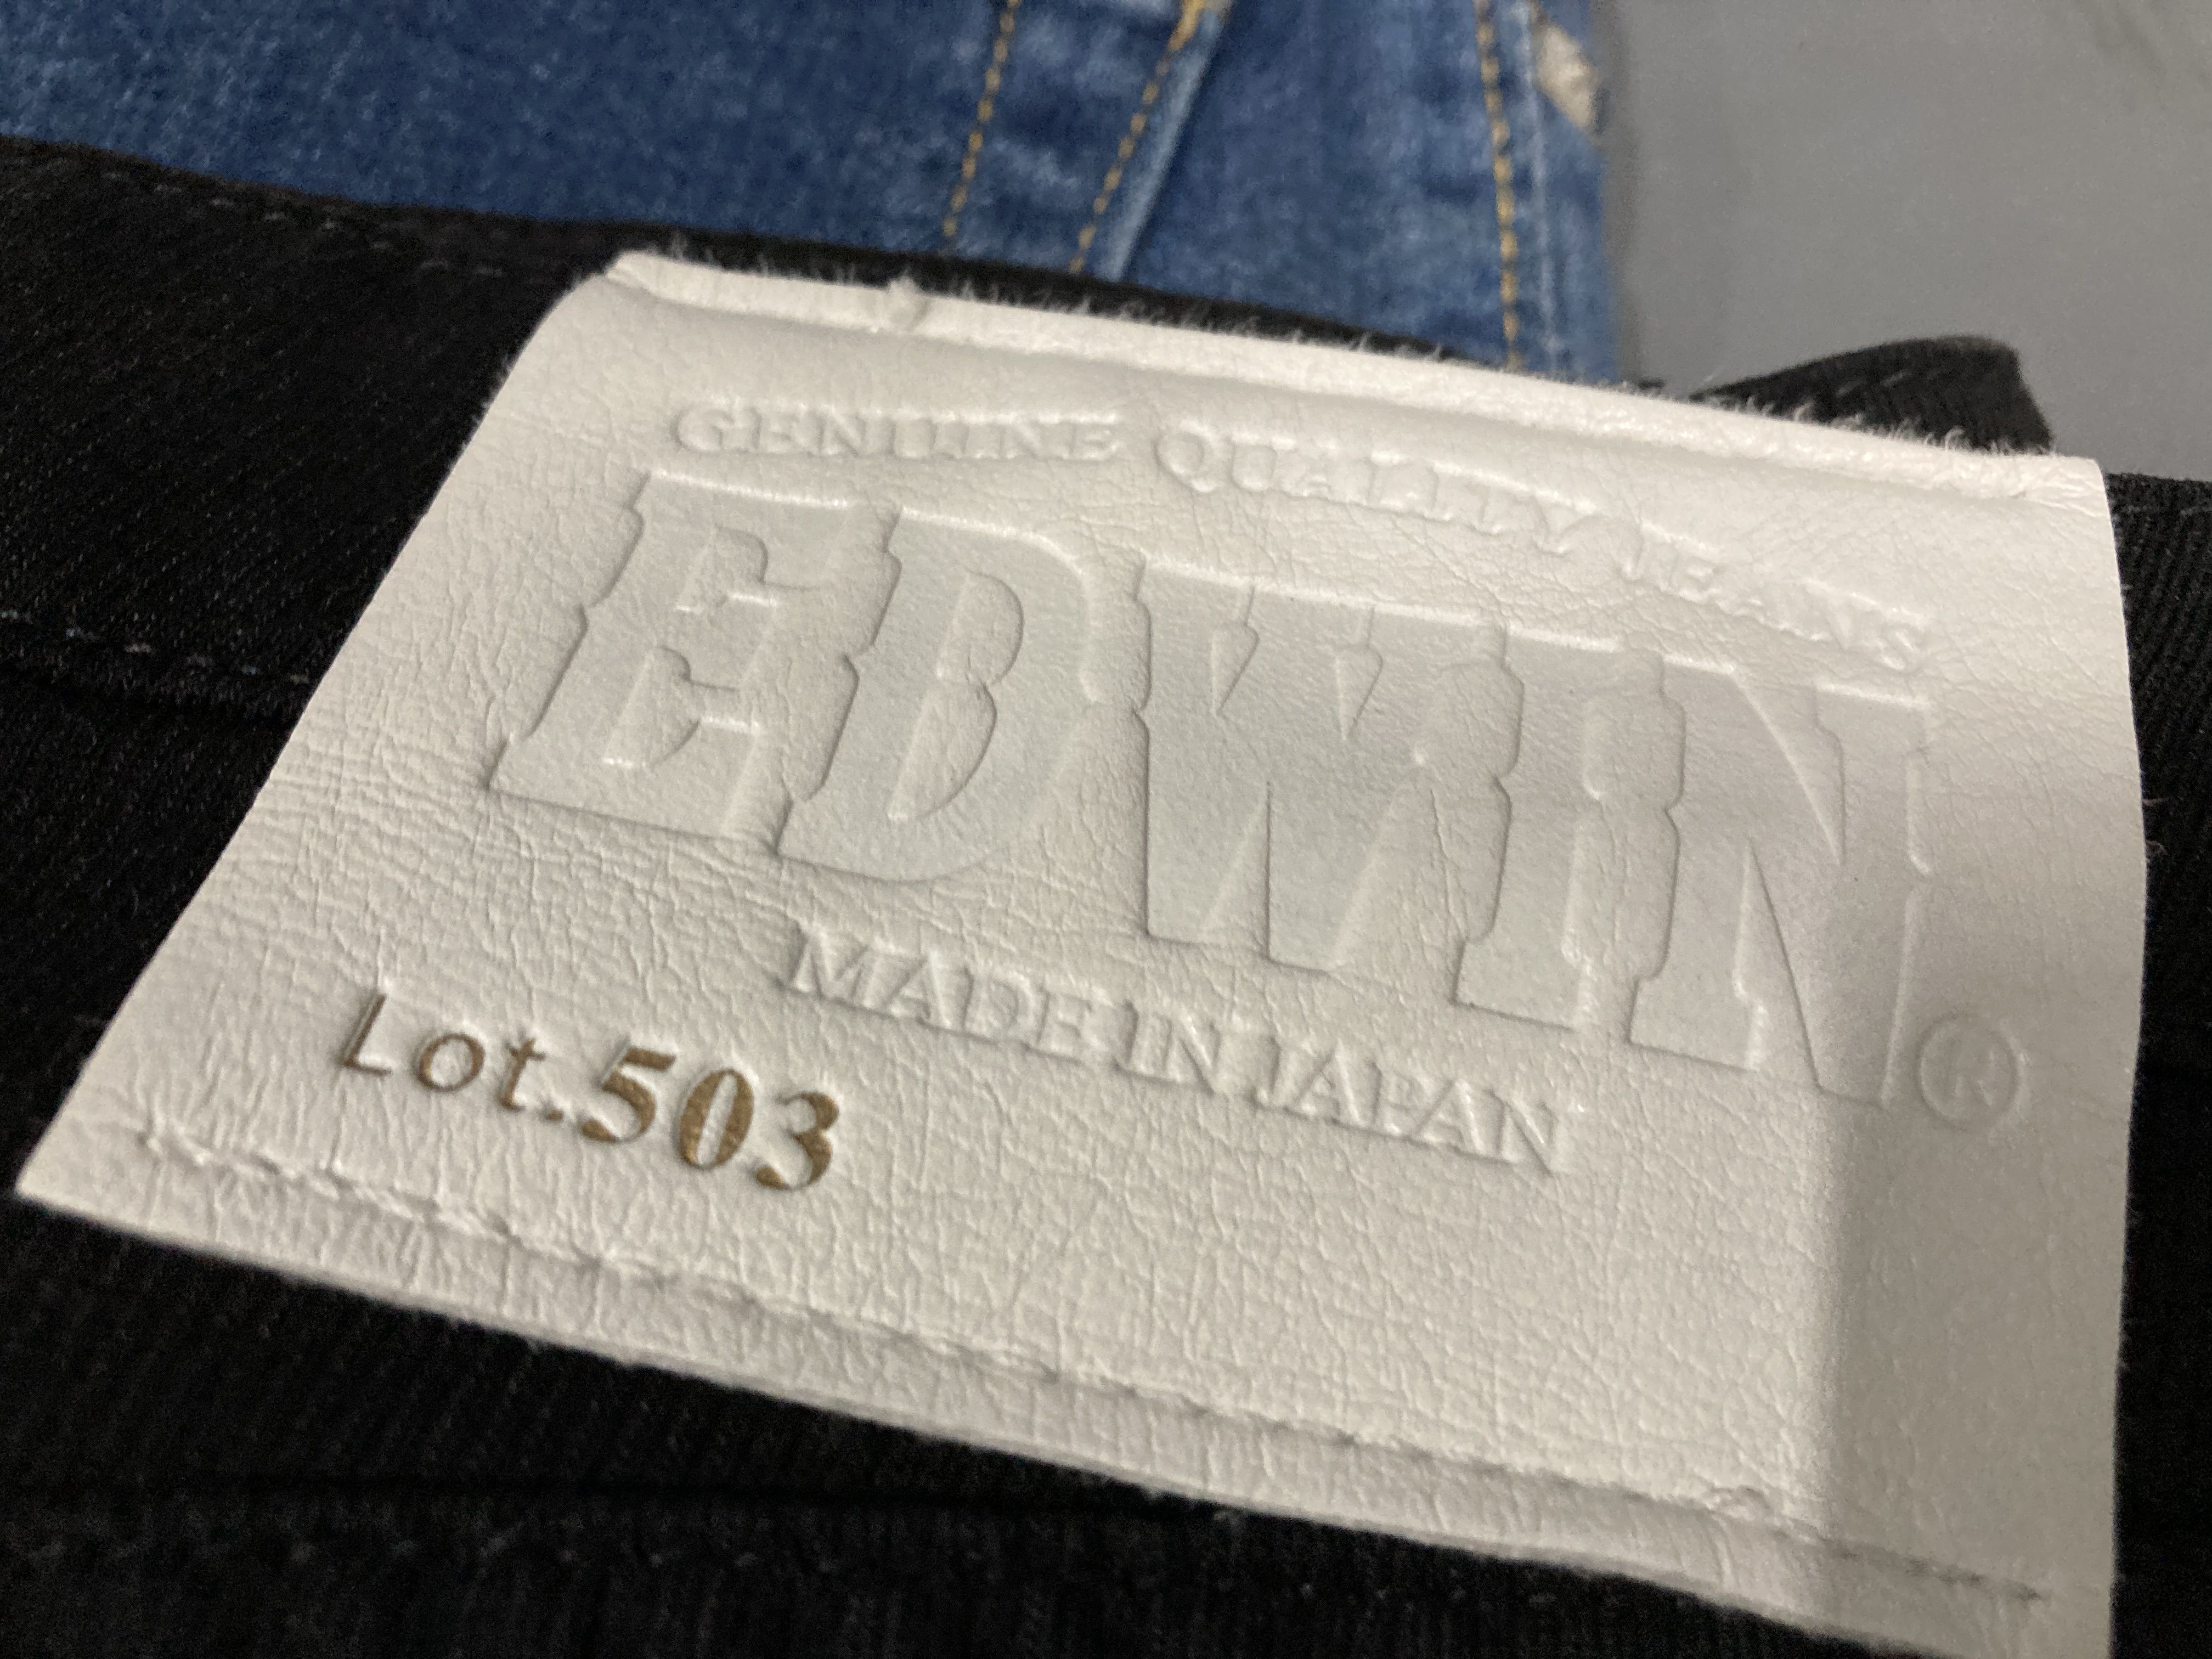 GENUINE QUALITY JEANS
EDWIN®
MADE IN JAPAN
Lot.503